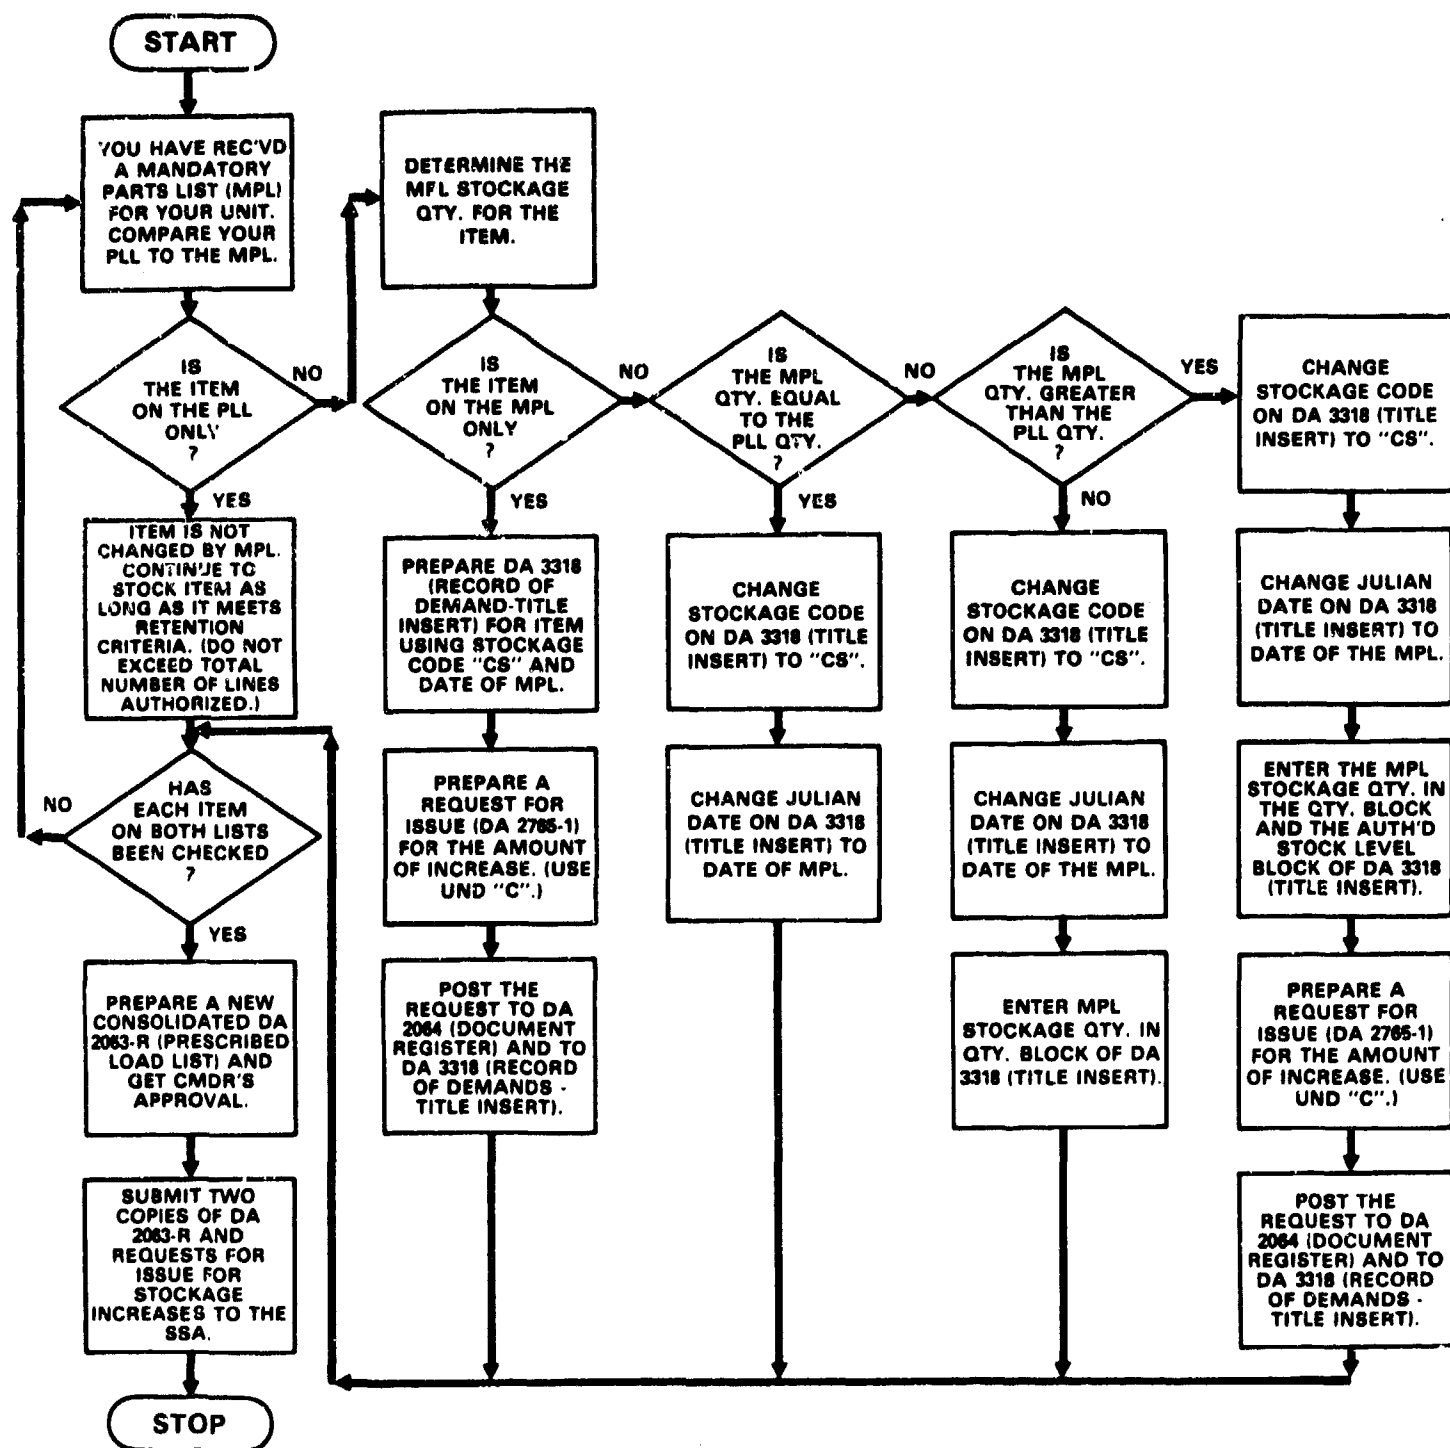 START
YOU HAVE REC'VD
A MANDATORY
PARTS LIST (MPL)
FOR YOUR UNIT.
COMPARE YOUR
PLL TO THE MPL.
IS
THE ITEM
ON THE PLL
ONLY
?
NO
YES
ITEM IS NOT
CHANGED BY MPL.
CONTINUE TO
STOCK ITEM AS
LONG AS IT MEETS
RETENTION
CRITERIA. (DO NOT
EXCEED TOTAL
NUMBER OF LINES
AUTHORIZED.)
HAS
EACH ITEM
ON BOTH LISTS
BEEN CHECKED
?
NO
YES
PREPARE A NEW
CONSOLIDATED DA
2063-R (PRESCRIBED
LOAD LIST) AND
GET CMDR'S
APPROVAL.
SUBMIT TWO
COPIES OF DA
2063-R AND
REQUESTS FOR
ISSUE FOR
STOCKAGE
INCREASES TO THE
SSA.
STOP
DETERMINE THE
MFL STOCKAGE
QTY. FOR THE
ITEM.
IS
THE ITEM
ON THE MPL
ONLY
?
NO
YES
PREPARE DA 3318
(RECORD OF
DEMAND-TITLE
INSERT) FOR ITEM
USING STOCKAGE
CODE "CS" AND
DATE OF MPL.
PREPARE A
REQUEST FOR
ISSUE (DA 2765-1)
FOR THE AMOUNT
OF INCREASE. (USE
UND "C".)
POST THE
REQUEST TO DA
2064 (DOCUMENT
REGISTER) AND TO
DA 3318 (RECORD
OF DEMANDS -
TITLE INSERT).
IS
THE MPL
QTY. EQUAL
TO THE
PLL QTY.
?
NO
YES
CHANGE
STOCKAGE CODE
ON DA 3318 (TITLE
INSERT) TO "CS".
CHANGE JULIAN
DATE ON DA 3318
(TITLE INSERT) TO
DATE OF MPL.
IS
THE MPL
QTY. GREATER
THAN THE
PLL QTY.
?
YES
NO
CHANGE
STOCKAGE CODE
ON DA 3318 (TITLE
INSERT) TO "CS".
CHANGE JULIAN
DATE ON DA 3318
(TITLE INSERT) TO
DATE OF THE MPL.
ENTER MPL
STOCKAGE QTY. IN
QTY. BLOCK OF DA
3318 (TITLE INSERT).
CHANGE
STOCKAGE CODE
ON DA 3318 (TITLE
INSERT) TO "CS".
CHANGE JULIAN
DATE ON DA 3318
(TITLE INSERT) TO
DATE OF THE MPL.
ENTER THE MPL
STOCKAGE QTY. IN
THE QTY. BLOCK
AND THE AUTH'D
STOCK LEVEL
BLOCK OF DA 3318
(TITLE INSERT).
PREPARE A
REQUEST FOR
ISSUE (DA 2765-1)
FOR THE AMOUNT
OF INCREASE. (USE
UND "C".)
POST THE
REQUEST TO DA
2064 (DOCUMENT
REGISTER) AND TO
DA 3318 (RECORD
OF DEMANDS -
TITLE INSERT).